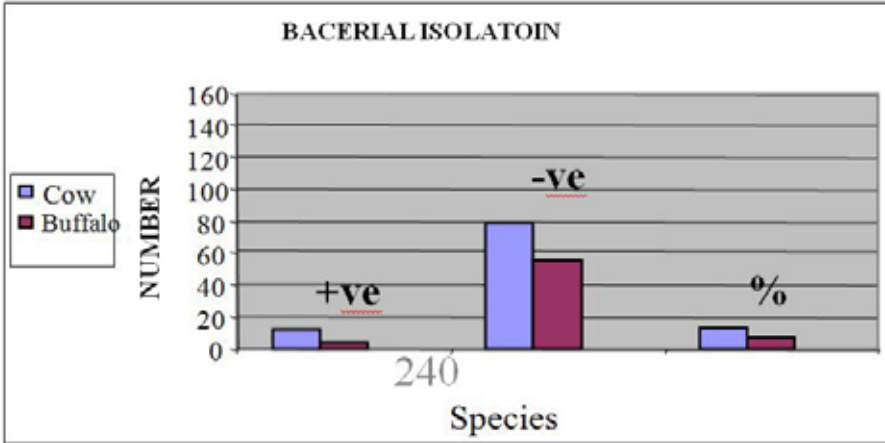 BACERIAL ISOLATOIN
Cow
Buffalo
NUMBER
160
140
120
100
80
60
40
20
0
+ve
-ve
%
240
Species